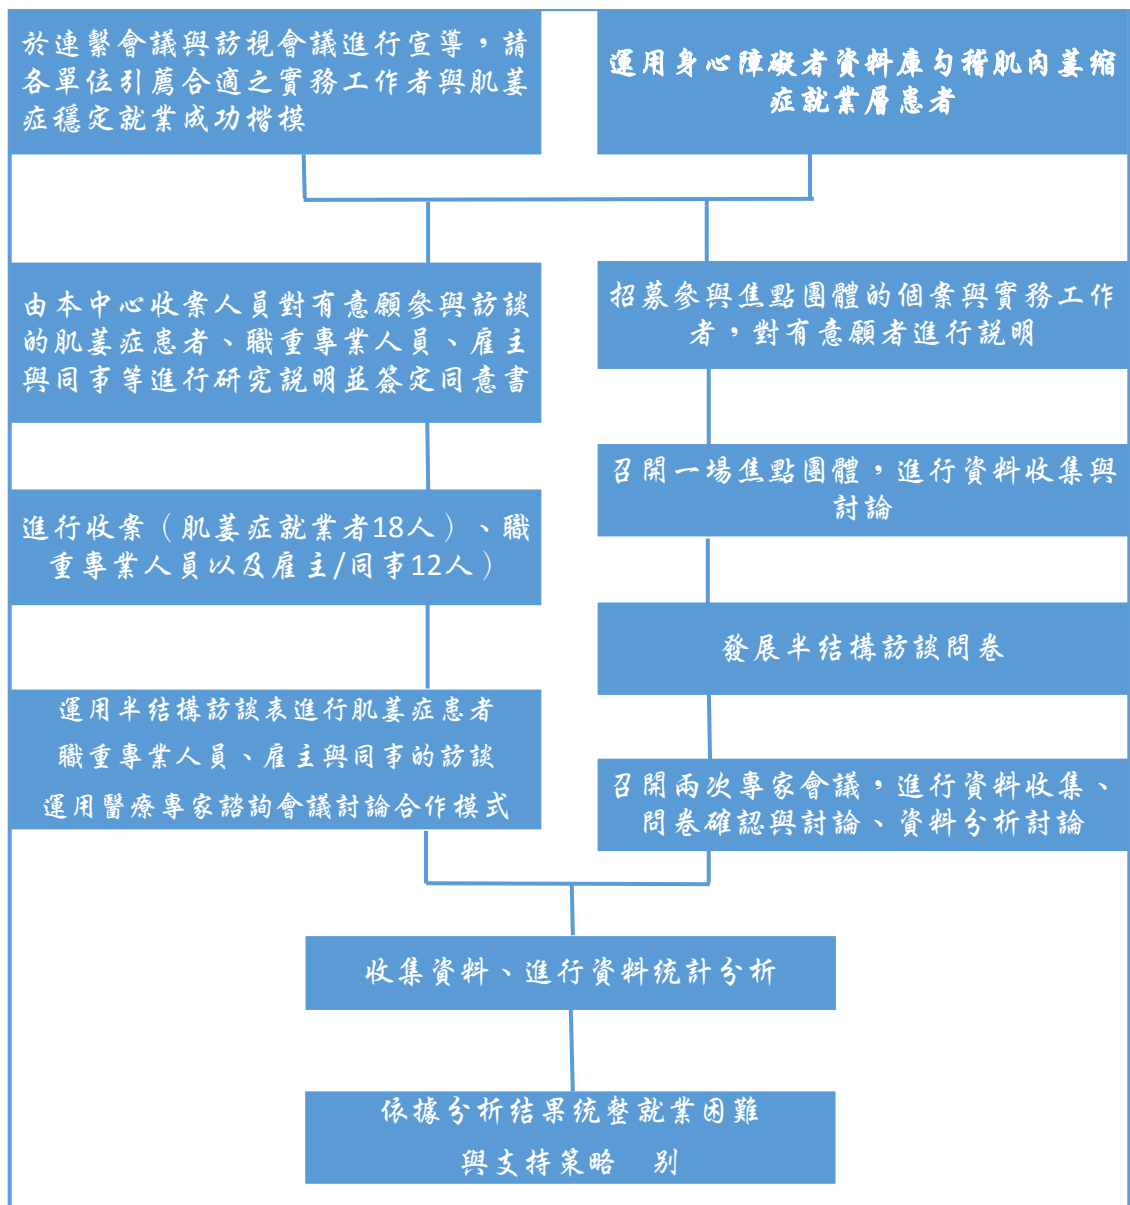 於連繫會議與訪視會議進行宣導，請
各單位引薦合適之實務工作者與肌萎
症穩定就業成功楷模
運用身心障礙者資料庫勾稽肌肉萎縮
症就業層患者
由本中心收案人員對有意願參與訪談
的肌萎症患者、職重專業人員、雇主
與同事等進行研究說明並簽定同意書
招募參與焦點團體的個案與實務工作
者，對有意願者進行說明
召開一場焦點團體，進行資料收集與
討論
進行收案（肌萎症就業者18人）、職
重專業人員以及雇主/同事12人）
發展半結構訪談問卷
運用半結構訪談表進行肌萎症患者
職重專業人員、雇主與同事的訪談
運用醫療專家諮詢會議討論合作模式
召開兩次專家會議，進行資料收集、
問卷確認與討論、資料分析討論
收集資料、進行資料統計分析
依據分析結果統整就業困難
與支持策略　別